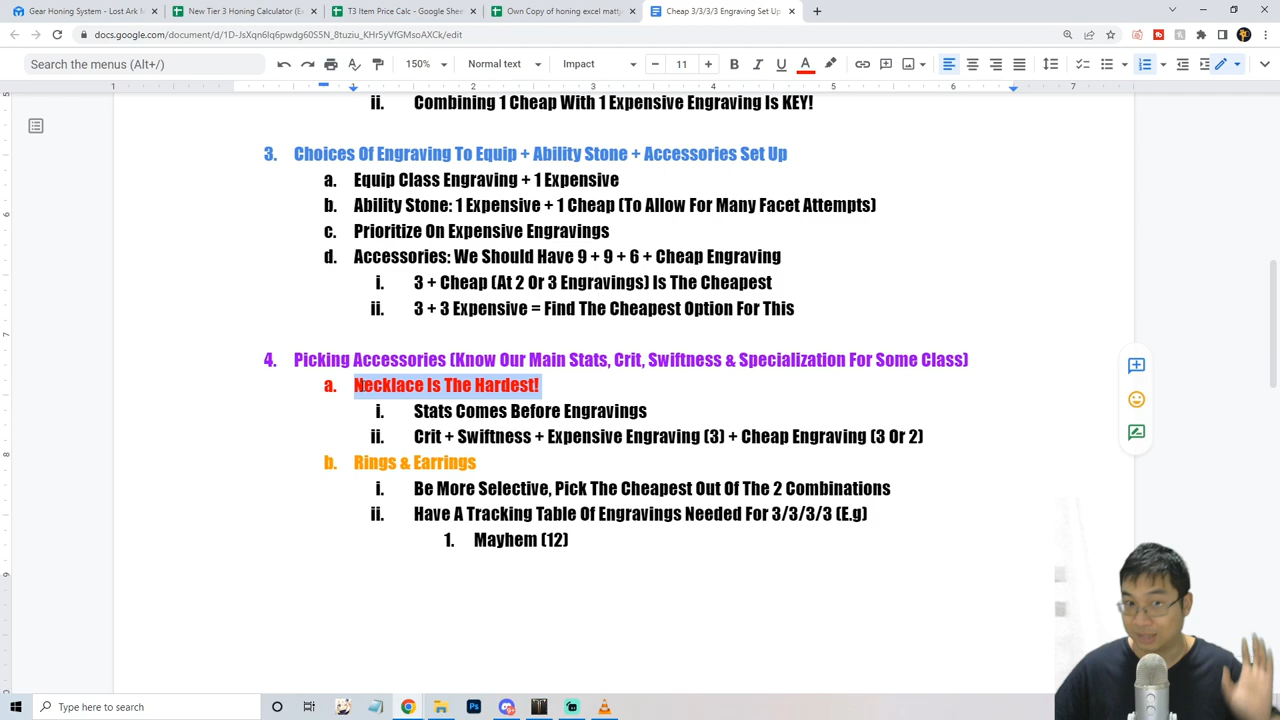 Gear Honing System - Lost Ark M
New Tier 3 Honing Calculator (E
T3 Item Price Calc - Google Shee
Own Copy of honing excel matt
Cheap 3/3/3/3 Engraving Set Up
Search the menus (Alt+/)
150%
Normal text
Impact
11
B I U A
1 2 3 4 5 6 7
ii. Combining 1 Cheap With 1 Expensive Engraving Is KEY!
3. Choices Of Engraving To Equip + Ability Stone + Accessories Set Up
a. Equip Class Engraving + 1 Expensive
b. Ability Stone: 1 Expensive + 1 Cheap (To Allow For Many Facet Attempts)
c. Prioritize On Expensive Engravings
d. Accessories: We Should Have 9 + 9 + 6 + Cheap Engraving
i. 3 + Cheap (At 2 Or 3 Engravings) Is The Cheapest
ii. 3 + 3 Expensive = Find The Cheapest Option For This
4. Picking Accessories (Know Our Main Stats, Crit, Swiftness & Specialization For Some Class)
a. Necklace Is The Hardest!
i. Stats Comes Before Engravings
ii. Crit + Swiftness + Expensive Engraving (3) + Cheap Engraving (3 Or 2)
b. Rings & Earrings
i. Be More Selective, Pick The Cheapest Out Of The 2 Combinations
ii. Have A Tracking Table Of Engravings Needed For 3/3/3/3 (E.g)
1. Mayhem (12)
Type here to search